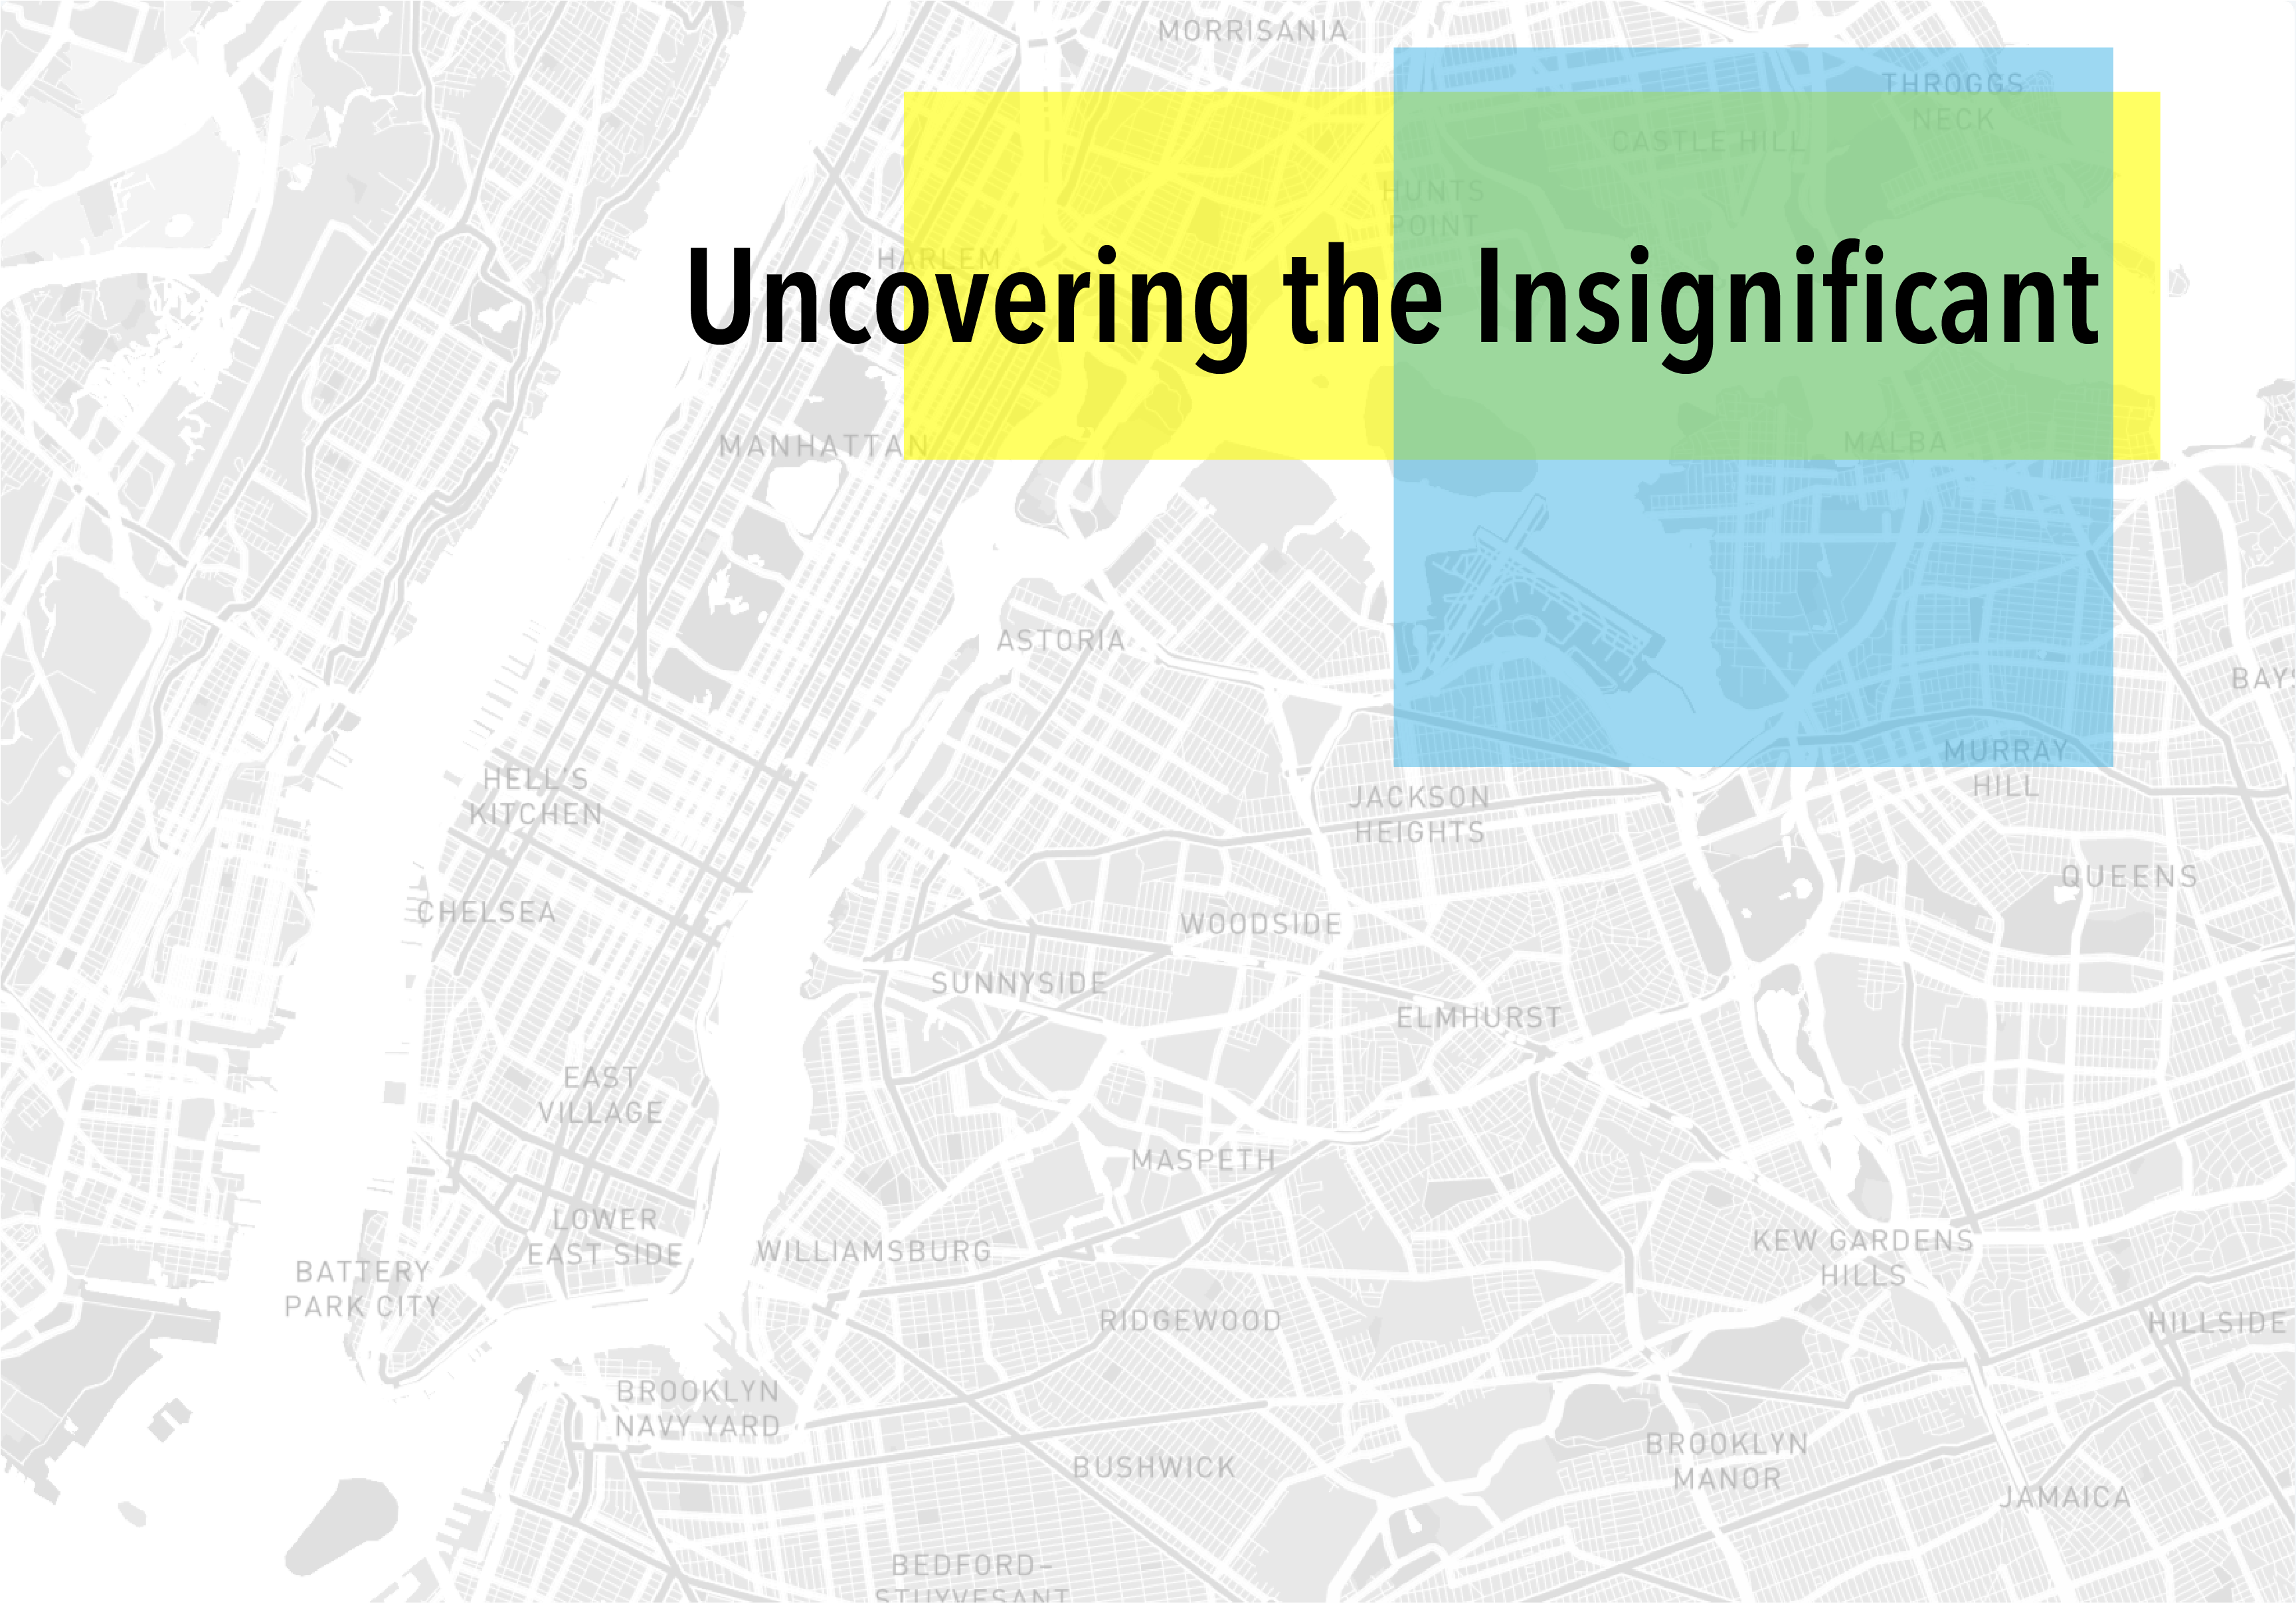 MORRISANIA
THROGGS
NECK
CASTLE HILL
HUNTS
POINT
HARLEM
Uncovering the Insignificant
MANHATTAN
MALBA
ASTORIA
BAYS
MURRAY
HILL
HELL'S
KITCHEN
JACKSON
HEIGHTS
QUEENS
CHELSEA
WOODSIDE
SUNNYSIDE
ELMHURST
EAST
VILLAGE
MASPETH
LOWER
EAST SIDE
WILLIAMSBURG
KEW GARDENS
HILLS
BATTERY
PARK CITY
RIDGEWOOD
HILLSIDE
BROOKLYN
NAVY YARD
BROOKLYN
MANOR
BUSHWICK
JAMAICA
BEDFORD-
STUYVESANT